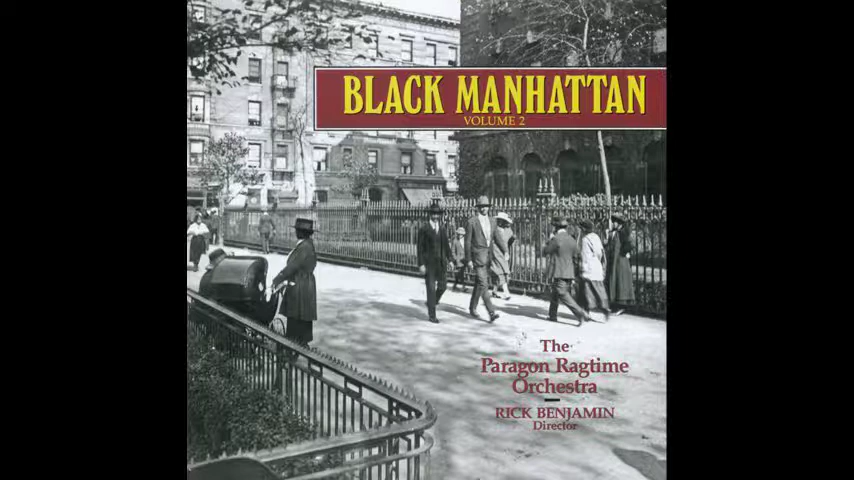 BLACK MANHATTAN
VOLUME 2
The
Paragon Ragtime
Orchestra
RICK BENJAMIN
Director